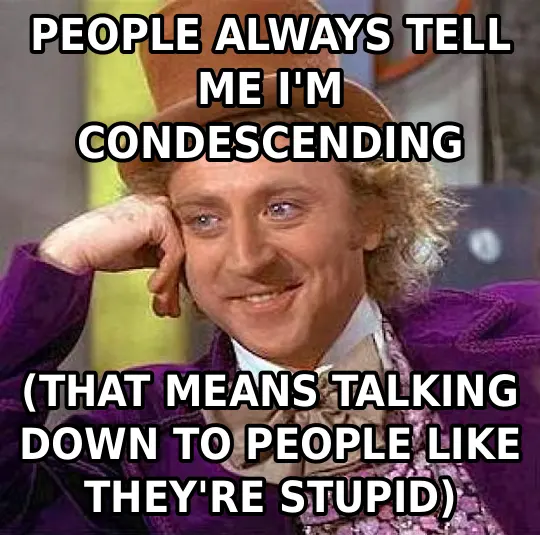 PEOPLE ALWAYS TELL
ME I'M
CONDESCENDING
(THAT MEANS TALKING
DOWN TO PEOPLE LIKE
THEY'RE STUPID)